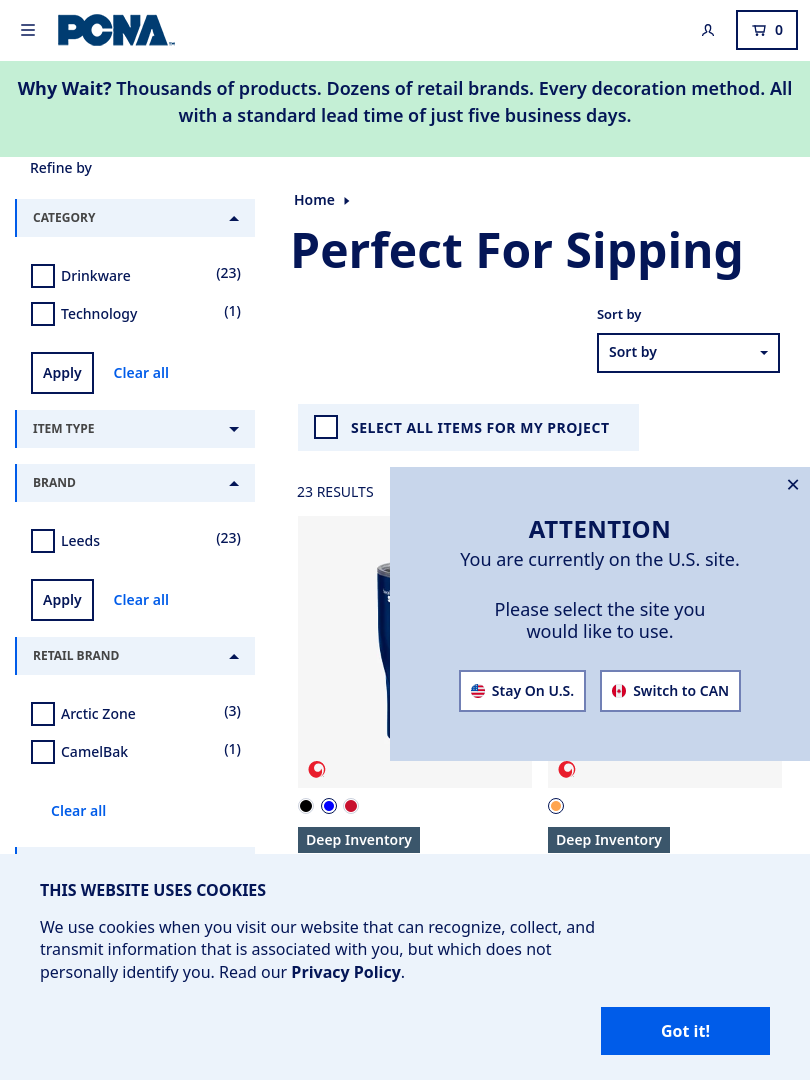 PCNA
0
Why Wait? Thousands of products. Dozens of retail brands. Every decoration method. All
with a standard lead time of just five business days.
Refine by
CATEGORY
Drinkware (23)
Technology (1)
Apply Clear all
ITEM TYPE
BRAND
Leeds (23)
Apply Clear all
RETAIL BRAND
Arctic Zone (3)
CamelBak (1)
Clear all
Home
Perfect For Sipping
Sort by
Sort by
SELECT ALL ITEMS FOR MY PROJECT
23 RESULTS
ATTENTION
You are currently on the U.S. site.
Please select the site you
would like to use.
Stay On U.S. Switch to CAN
Deep Inventory Deep Inventory
THIS WEBSITE USES COOKIES
We use cookies when you visit our website that can recognize, collect, and
transmit information that is associated with you, but which does not
personally identify you. Read our Privacy Policy.
Got it!